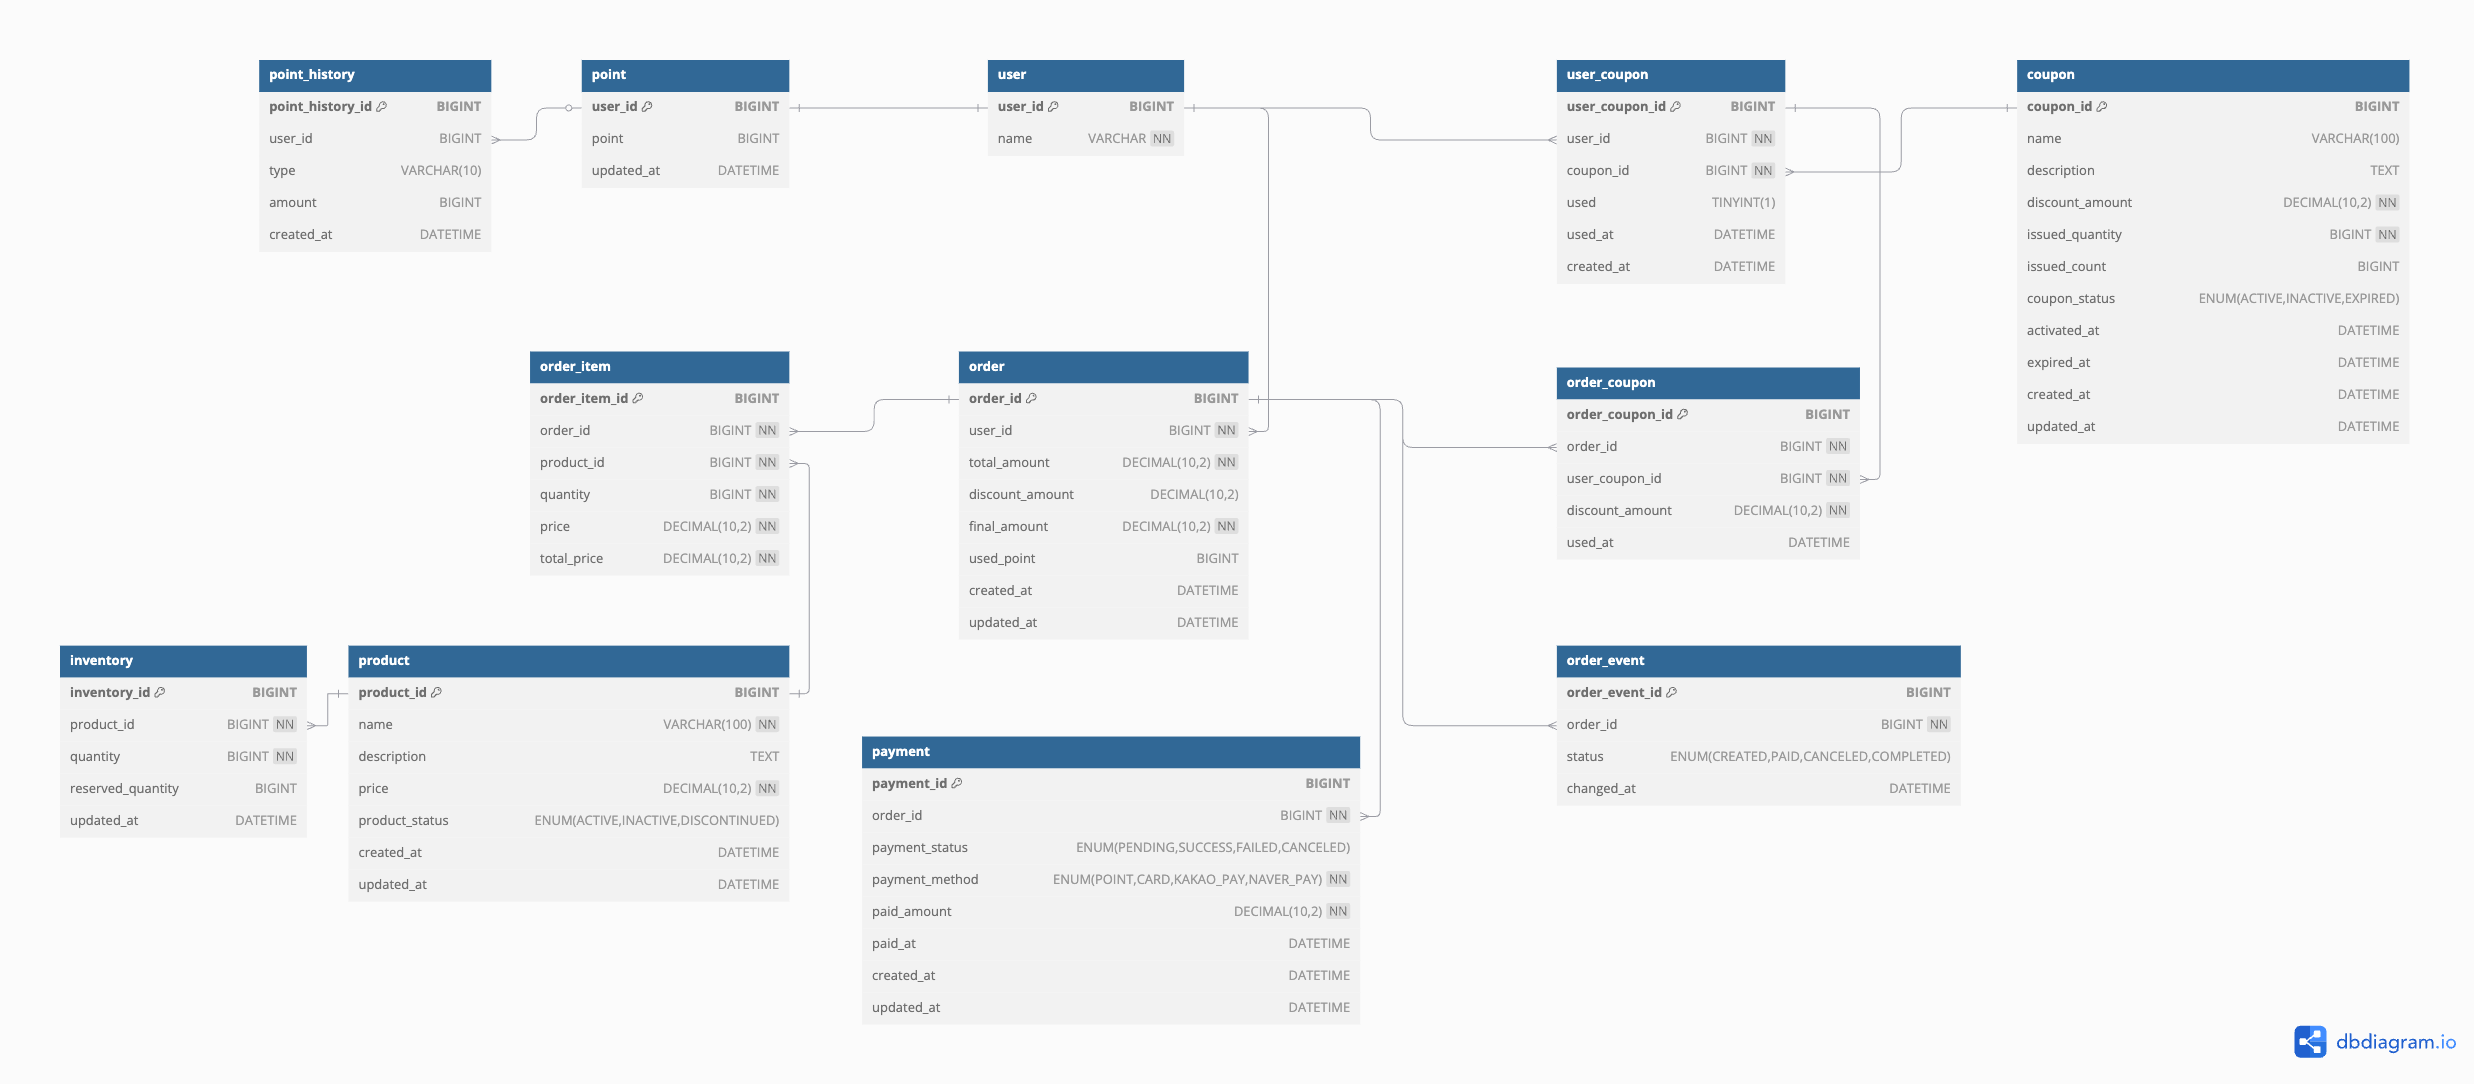 point_history
point_history_id BIGINT
user_id BIGINT
type VARCHAR(10)
amount BIGINT
created_at DATETIME
point
user_id BIGINT
point BIGINT
updated_at DATETIME
user
user_id BIGINT
name VARCHAR NN
user_coupon
user_coupon_id BIGINT
user_id BIGINT NN
coupon_id BIGINT NN
used TINYINT(1)
used_at DATETIME
created_at DATETIME
coupon
coupon_id BIGINT
name VARCHAR(100)
description TEXT
discount_amount DECIMAL(10,2) NN
issued_quantity BIGINT NN
issued_count BIGINT
coupon_status ENUM(ACTIVE,INACTIVE,EXPIRED)
activated_at DATETIME
expired_at DATETIME
created_at DATETIME
updated_at DATETIME
order_item
order_item_id BIGINT
order_id BIGINT NN
product_id BIGINT NN
quantity BIGINT NN
price DECIMAL(10,2) NN
total_price DECIMAL(10,2) NN
order
order_id BIGINT
user_id BIGINT NN
total_amount DECIMAL(10,2) NN
discount_amount DECIMAL(10,2)
final_amount DECIMAL(10,2) NN
used_point BIGINT
created_at DATETIME
updated_at DATETIME
order_coupon
order_coupon_id BIGINT
order_id BIGINT NN
user_coupon_id BIGINT NN
discount_amount DECIMAL(10,2) NN
used_at DATETIME
inventory
inventory_id BIGINT
product_id BIGINT NN
quantity BIGINT NN
reserved_quantity BIGINT
updated_at DATETIME
product
product_id BIGINT
name VARCHAR(100) NN
description TEXT
price DECIMAL(10,2) NN
product_status ENUM(ACTIVE,INACTIVE,DISCONTINUED)
created_at DATETIME
updated_at DATETIME
payment
payment_id BIGINT
order_id BIGINT NN
payment_status ENUM(PENDING,SUCCESS,FAILED,CANCELED)
payment_method ENUM(POINT,CARD,KAKAO_PAY,NAVER_PAY) NN
paid_amount DECIMAL(10,2) NN
paid_at DATETIME
created_at DATETIME
updated_at DATETIME
order_event
order_event_id BIGINT
order_id BIGINT NN
status ENUM(CREATED,PAID,CANCELED,COMPLETED)
changed_at DATETIME
dbdiagram.io